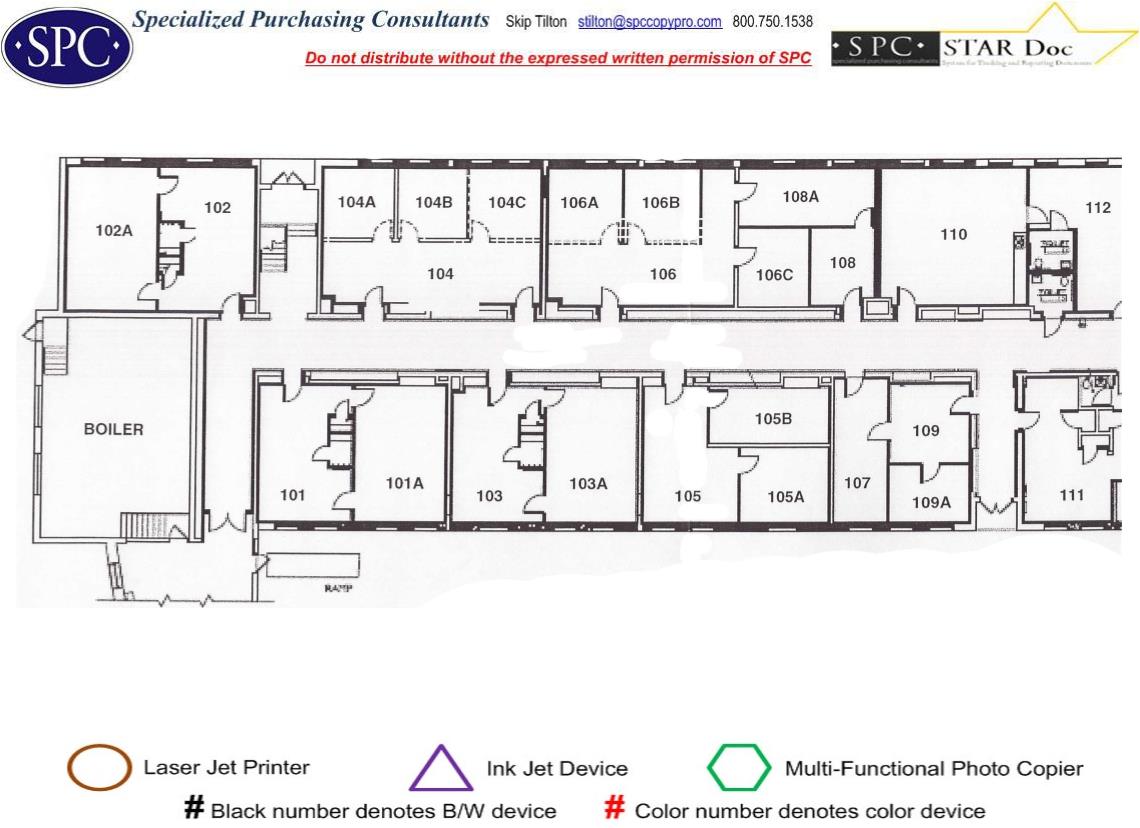 SPC
Specialized Purchasing Consultants Skip Tilton stilton@spccopypro.com 800.750.1538
Do not distribute without the expressed written permission of SPC
·SPC· STAR Doc
specialized purchasing consultants System for Tracking and Reporting Documents
102A 102 104A 104B 104C 106A 106B 108A 110 112
104 106 106C 108
TOILET
TOILET
BOILER
101 101A 103 103A 105 105B 105A 107 109 109A 111
RAMP
Laser Jet Printer Ink Jet Device Multi-Functional Photo Copier
# Black number denotes B/W device # Color number denotes color device